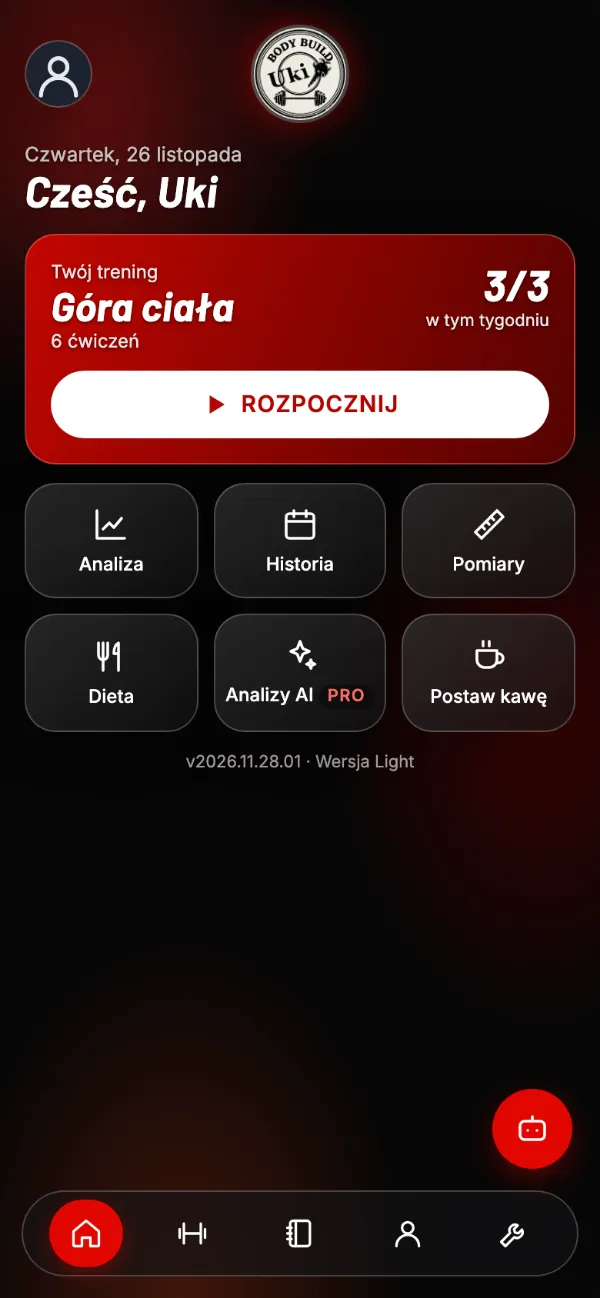 BODY BUILD
Uki
Czwartek, 26 listopada
Cześć, Uki
Twój trening
Góra ciała
6 ćwiczeń
3/3
w tym tygodniu
ROZPOCZNIJ
Analiza
Historia
Pomiary
Dieta
Analizy AI PRO
Postaw kawę
v2026.11.28.01 · Wersja Light